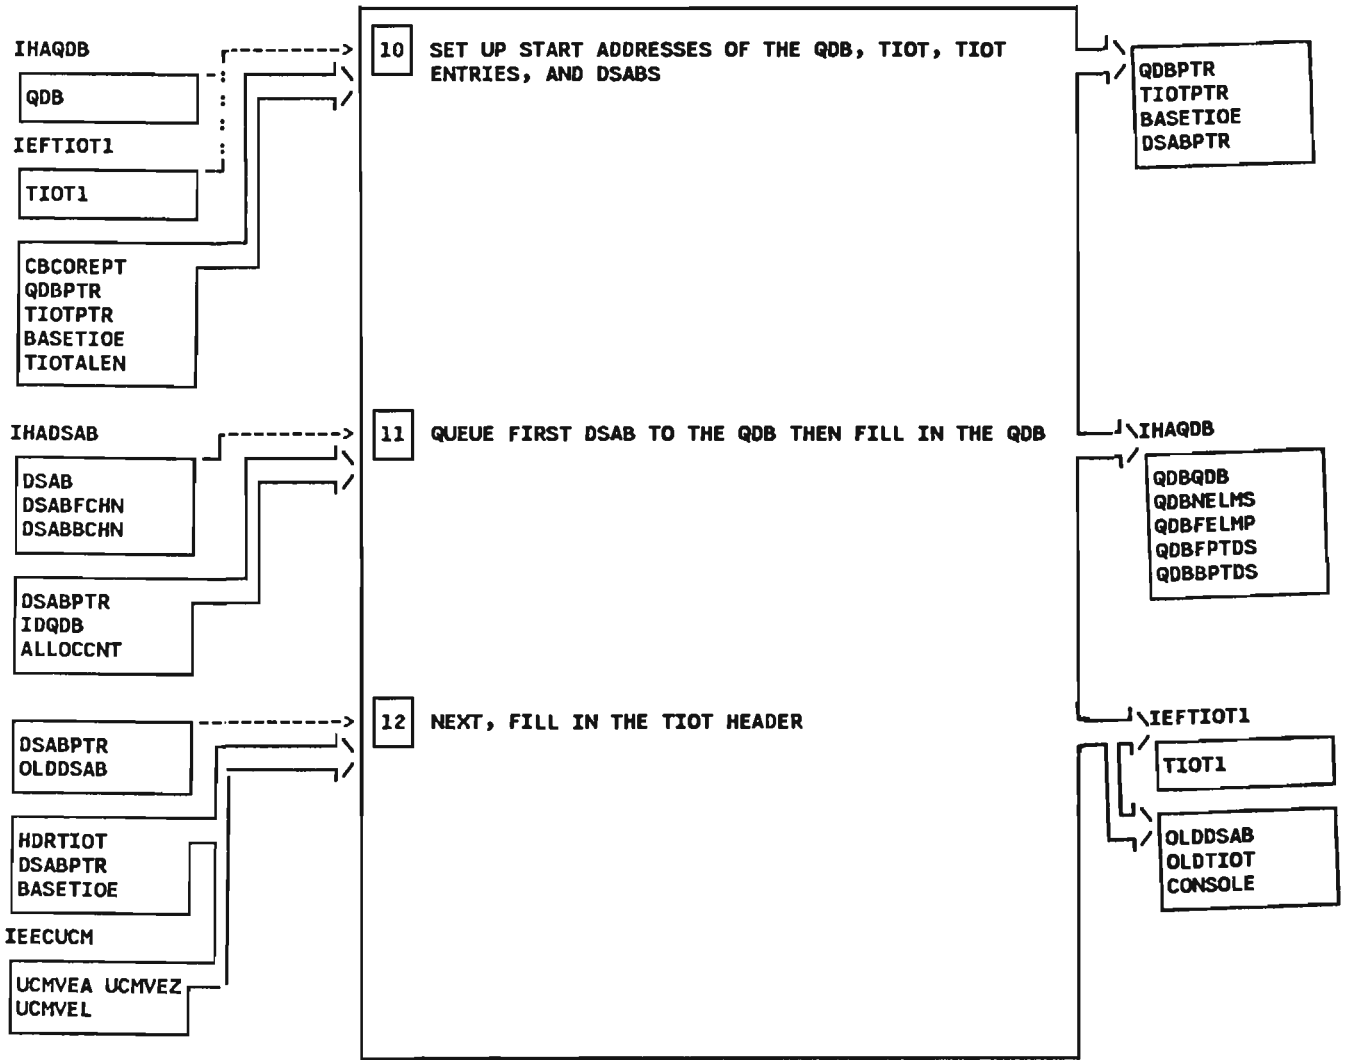 IHAQDB
QDB
IEFTIOT1
TIOT1
CBCOREPT
QDBPTR
TIOTPTR
BASETIOE
TIOTALEN
10 SET UP START ADDRESSES OF THE QDB, TIOT, TIOT
ENTRIES, AND DSABS
QDBPTR
TIOTPTR
BASETIOE
DSABPTR
IHADSAB
DSAB
DSABFCHN
DSABBCHN
DSABPTR
IDQDB
ALLOCCNT
11 QUEUE FIRST DSAB TO THE QDB THEN FILL IN THE QDB
IHAQDB
QDBQDB
QDBNELMS
QDBFELMP
QDBFPTDS
QDBBPTDS
DSABPTR
OLDDSAB
HDRTIOT
DSABPTR
BASETIOE
IEECUCM
UCMVEA UCMVEZ
UCMVEL
12 NEXT, FILL IN THE TIOT HEADER
IEFTIOT1
TIOT1
OLDDSAB
OLDTIOT
CONSOLE